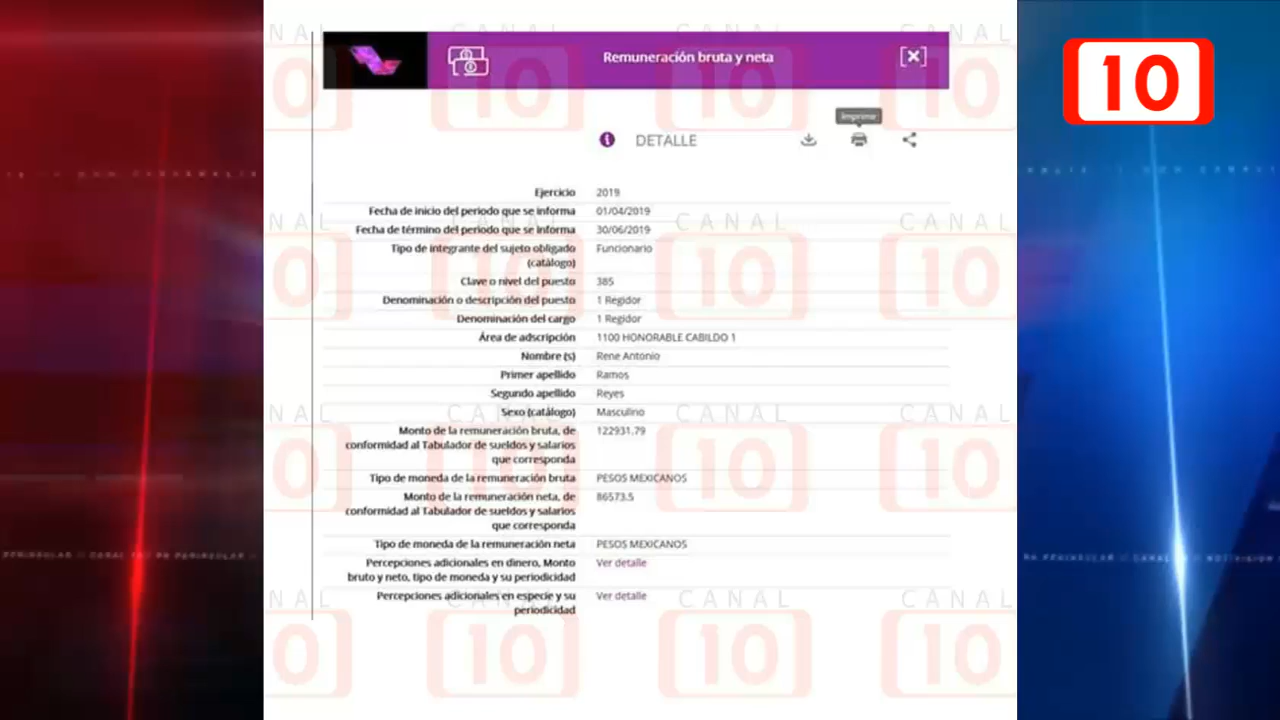 Remuneración bruta y neta
10
Imprimir
DETALLE
Ejercicio 2019
Fecha de inicio del periodo que se informa 01/04/2019
Fecha de término del periodo que se informa 30/06/2019
Tipo de integrante del sujeto obligado Funcionario
(catálogo)
Clave o nivel del puesto 385
Denominación o descripción del puesto 1 Regidor
Denominación del cargo 1 Regidor
Área de adscripción 1100 HONORABLE CABILDO 1
Nombre (s) Rene Antonio
Primer apellido Ramos
Segundo apellido Reyes
Sexo (catálogo) Masculino
Monto de la remuneración bruta, de 122931.79
conformidad al Tabulador de sueldos y salarios
que corresponda
Tipo de moneda de la remuneración bruta PESOS MEXICANOS
Monto de la remuneración neta, de 86573.5
conformidad al Tabulador de sueldos y salarios
que corresponda
Tipo de moneda de la remuneración neta PESOS MEXICANOS
Percepciones adicionales en dinero, Monto Ver detalle
bruto y neto, tipo de moneda y su periodicidad
Percepciones adicionales en especie y su Ver detalle
periodicidad
CANAL
10